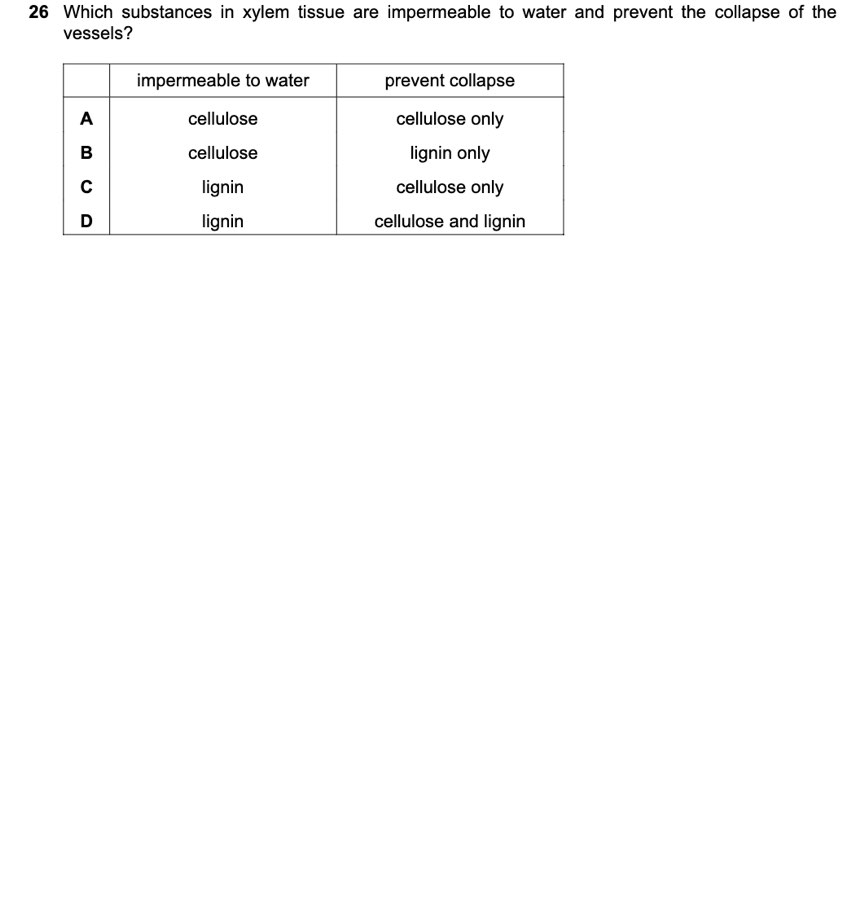 26 Which substances in xylem tissue are impermeable to water and prevent the collapse of the
vessels?
impermeable to water prevent collapse
A cellulose cellulose only
B cellulose lignin only
C lignin cellulose only
D lignin cellulose and lignin